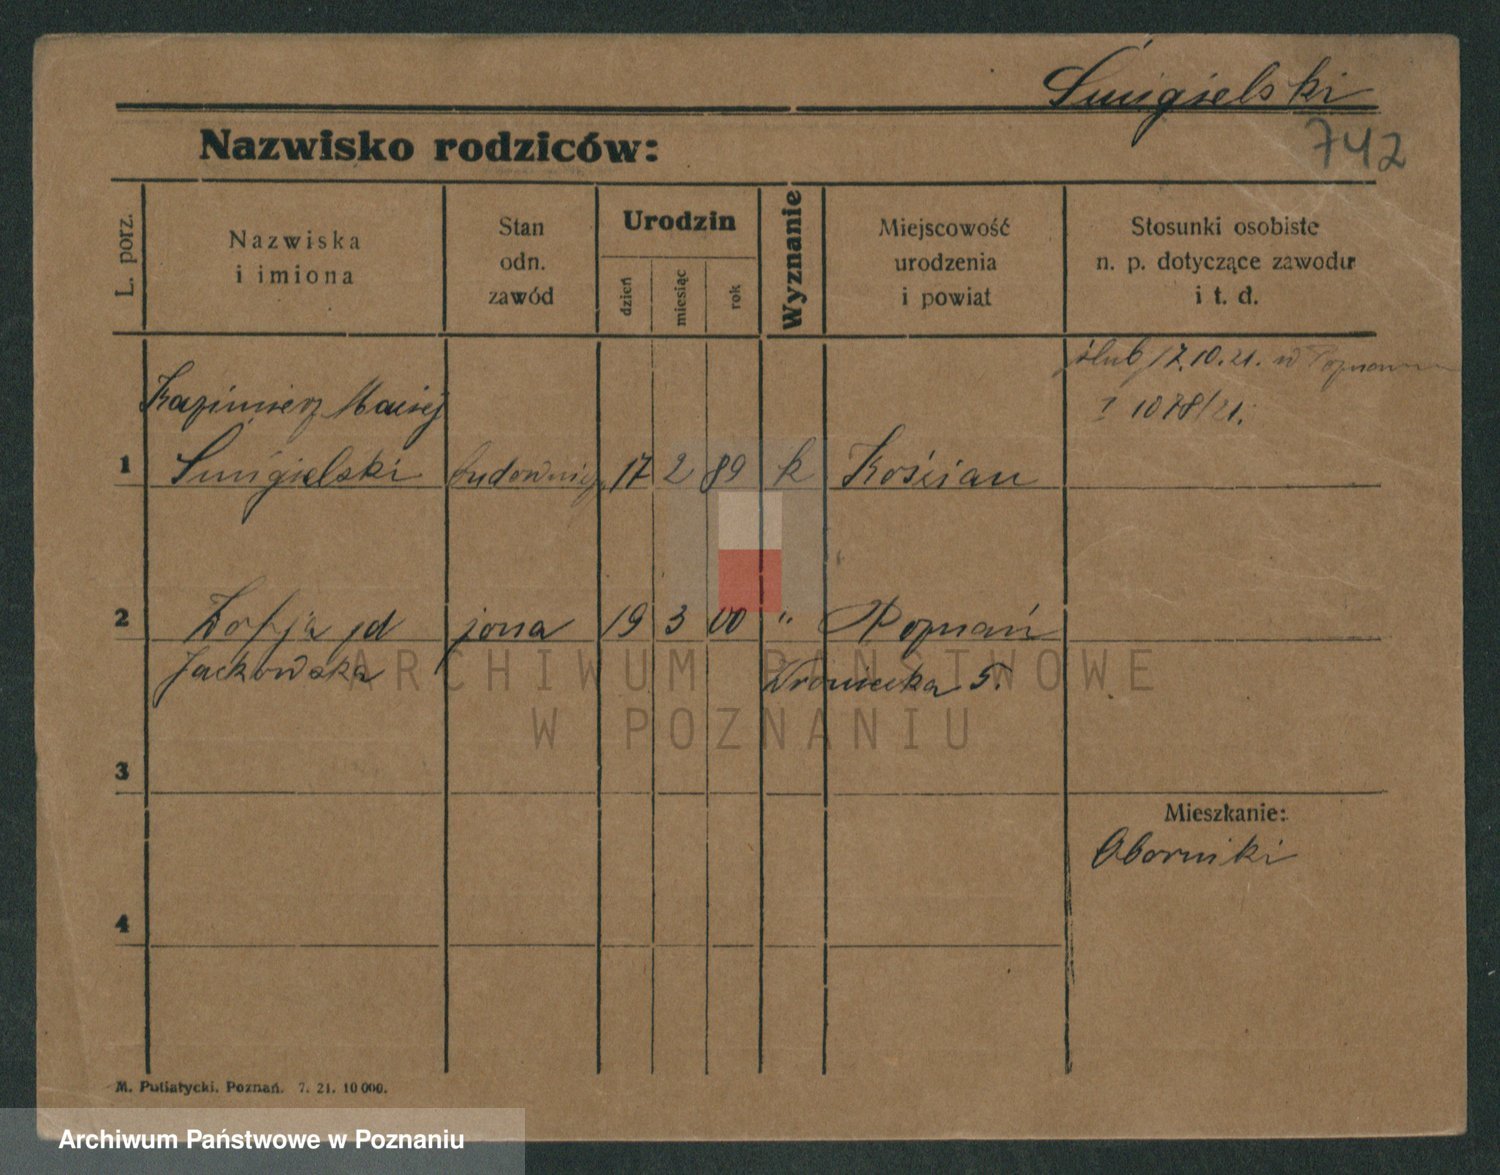 Śmigielski
742
Nazwisko rodziców:
L. porz.
Nazwiska
i imiona
Stan
odn.
zawód
Urodzin
dzień
miesiąc
rok
Wyznanie
Miejscowość
urodzenia
i powiat
Stosunki osobiste
n. p. dotyczące zawodu
i t. d.
ślub 17.10.21. w Poznaniu
I 1078/21.
Kazimierz Maciej
1 Śmigielski budowniczy 17 2 89 k Kościan
2 Zofja żona 19 3 00 " Poznań
Jackowska Wroniecka 5.
ARCHIWUM PAŃSTWOWE
W POZNANIU
3
Mieszkanie:
Oborniki
4
M. Putiatycki. Poznań. 7. 21. 10 000.
Archiwum Państwowe w Poznaniu